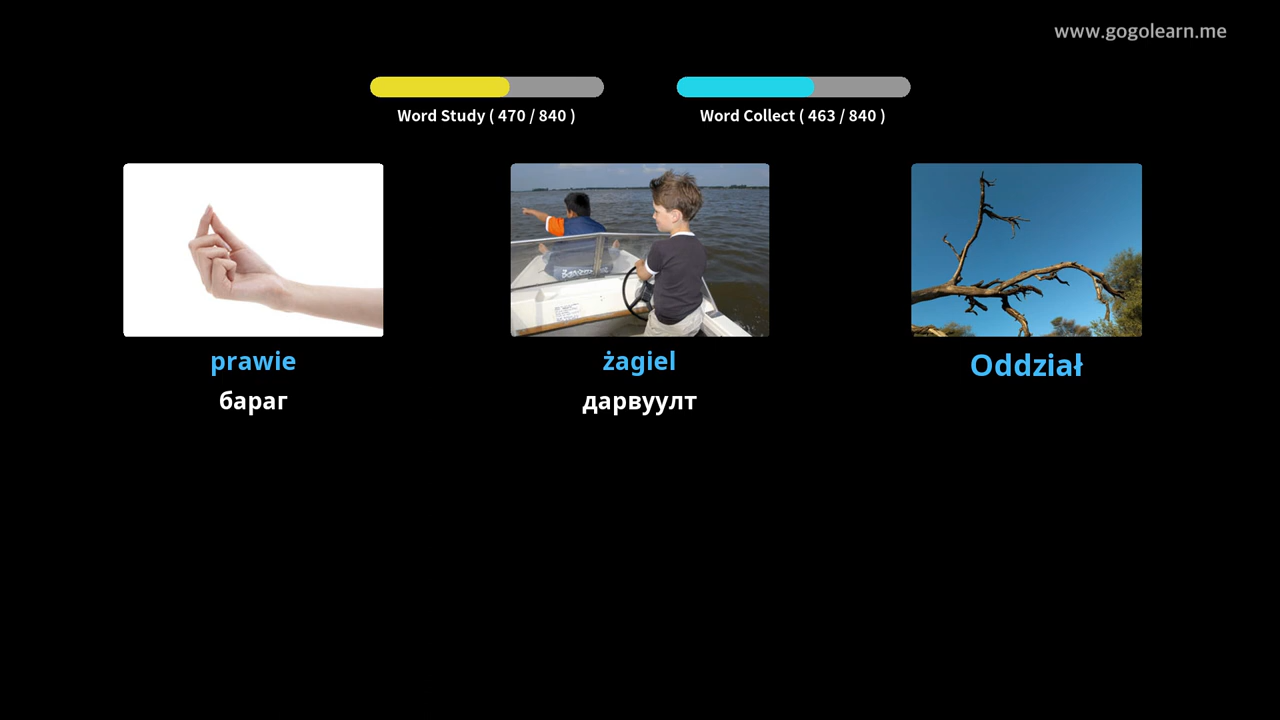 www.gogolearn.me
Word Study ( 470 / 840 )
Word Collect ( 463 / 840 )
prawie
żagiel
Oddział
бараг
дарвуулт